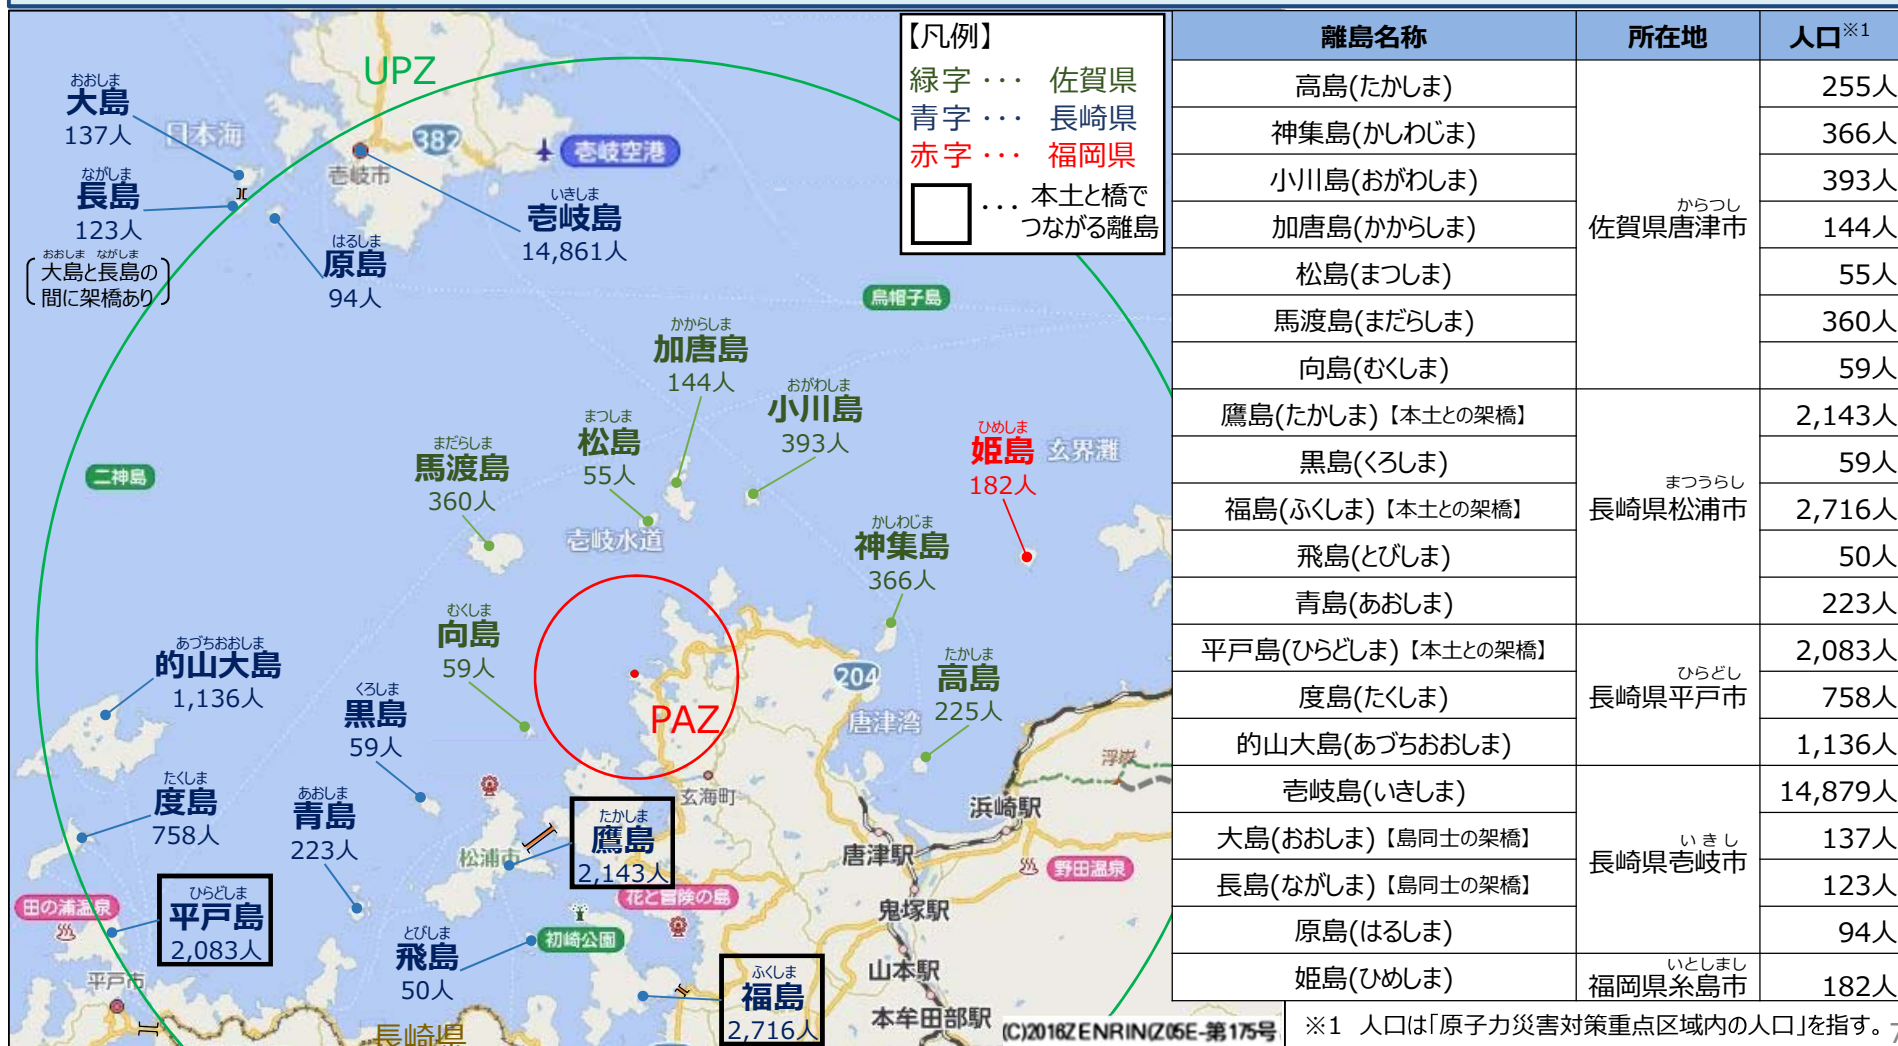 UPZ
おおしま
大島
137人
日本海
ながしま
長島
123人
おおしま ながしま
大島と長島の
間に架橋あり
382
壱岐空港
壱岐市
いきしま
壱岐島
14,861人
はるしま
原島
94人
【凡例】
緑字・・・ 佐賀県
青字・・・ 長崎県
赤字・・・ 福岡県
・・・ 本土と橋で
つながる離島
烏帽子島
かからしま
加唐島
144人
おがわしま
小川島
393人
まつしま
松島
55人
まだらしま
馬渡島
360人
二神島
ひめしま
姫島
182人
玄界灘
壱岐水道
かしわじま
神集島
366人
むくしま
向島
59人
PAZ
204
たかしま
高島
225人
唐津湾
あづちおおしま
的山大島
1,136人
くろしま
黒島
59人
浮岳
玄海町
浜崎駅
たくしま
度島
758人
あおしま
青島
223人
松浦市
たかしま
鷹島
2,143人
唐津駅
野田温泉
花と冒険の島
鬼塚駅
田の浦温泉
ひらどしま
平戸島
2,083人
とびしま
飛島
50人
初崎公園
山本駅
平戸市
ふくしま
福島
2,716人
本牟田部駅
長崎県
(C)2016ZENRIN(Z05E-第175号
離島名称 所在地 人口※1
高島(たかしま) 255人
神集島(かしわじま) 366人
小川島(おがわしま) 393人
からつし
加唐島(かからしま) 佐賀県唐津市 144人
松島(まつしま) 55人
馬渡島(まだらしま) 360人
向島(むくしま) 59人
鷹島(たかしま)【本土との架橋】 2,143人
黒島(くろしま) 59人
まつうらし
福島(ふくしま)【本土との架橋】 長崎県松浦市 2,716人
飛島(とびしま) 50人
青島(あおしま) 223人
平戸島(ひらどしま)【本土との架橋】 2,083人
ひらどし
度島(たくしま) 長崎県平戸市 758人
的山大島(あづちおおしま) 1,136人
壱岐島(いきしま) 14,879人
大島(おおしま)【島同士の架橋】 137人
いきし
長崎県壱岐市
長島(ながしま)【島同士の架橋】 123人
原島(はるしま) 94人
いとしまし
姫島(ひめしま) 福岡県糸島市 182人
※1 人口は「原子力災害対策重点区域内の人口」を指す。